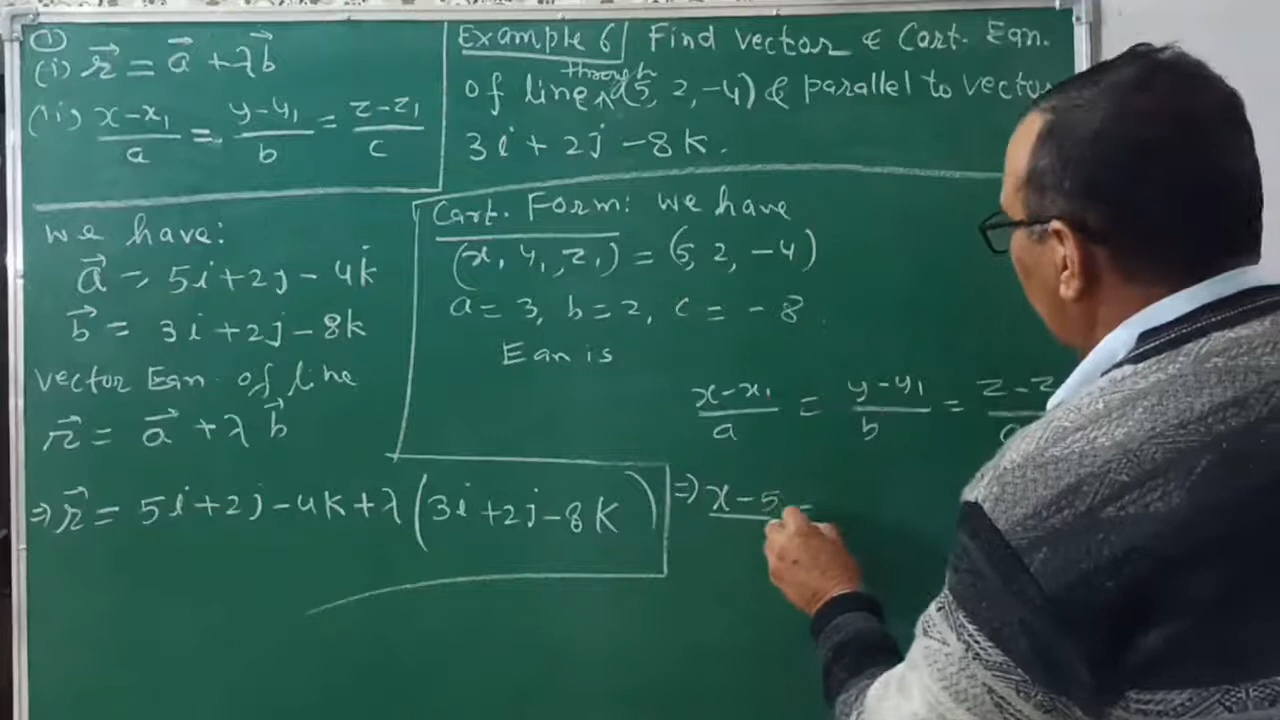 ①
(i) r⃗ = a⃗ + λb⃗
(ii) x-x₁/a = y-y₁/b = z-z₁/c
Example 6 Find vector & Cart. Eqn.
of line through (5, 2, -4) & parallel to vector
3i + 2j - 8k.
we have:
a⃗ = 5i + 2j - 4k
b⃗ = 3i + 2j - 8k
vector Eqn. of line
r⃗ = a⃗ + λ b⃗
⇒ r⃗ = 5i + 2j - 4k + λ(3i + 2j - 8k)
Cart. Form: we have
(x₁, y₁, z₁) = (5, 2, -4)
a = 3, b = 2, c = -8
Eqn is
x-x₁/a = y-y₁/b = z-z
⇒ x-5 =